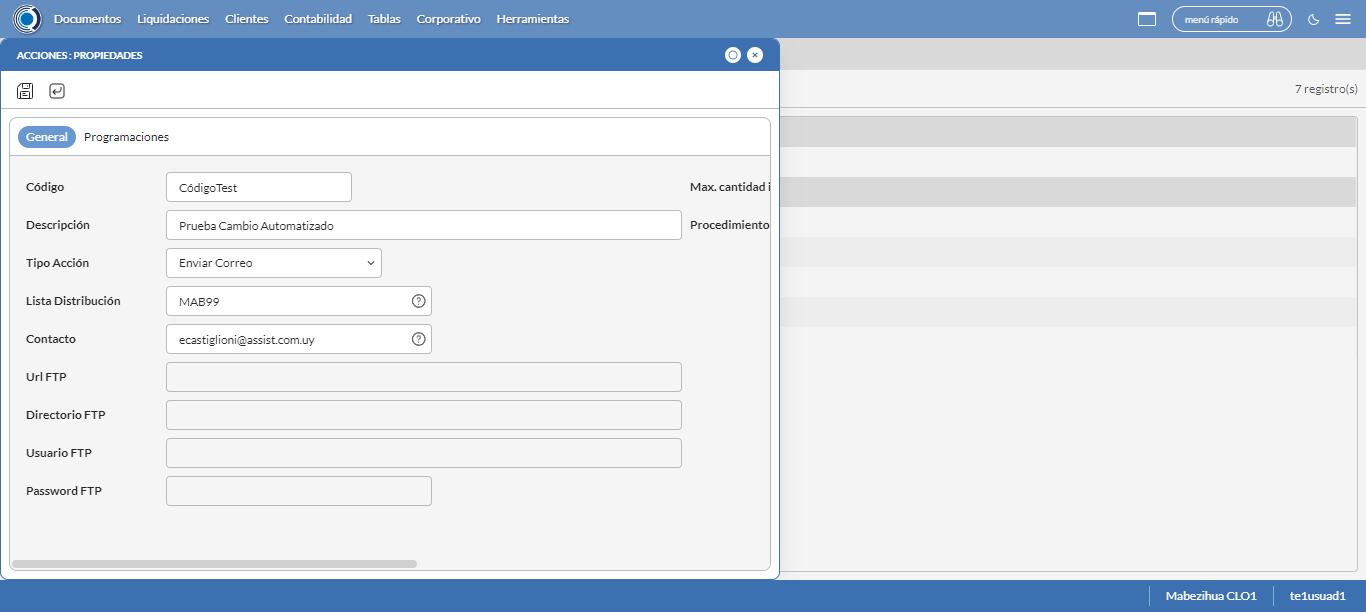 Documentos Liquidaciones Clientes Contabilidad Tablas Corporativo Herramientas menú rápido
ACCIONES : PROPIEDADES
7 registro(s)
General Programaciones
Código CódigoTest Max. cantidad i
Descripción Prueba Cambio Automatizado Procedimiento
Tipo Acción Enviar Correo
Lista Distribución MAB99
Contacto ecastiglioni@assist.com.uy
Url FTP
Directorio FTP
Usuario FTP
Password FTP
Mabezihua CLO1 te1usuad1